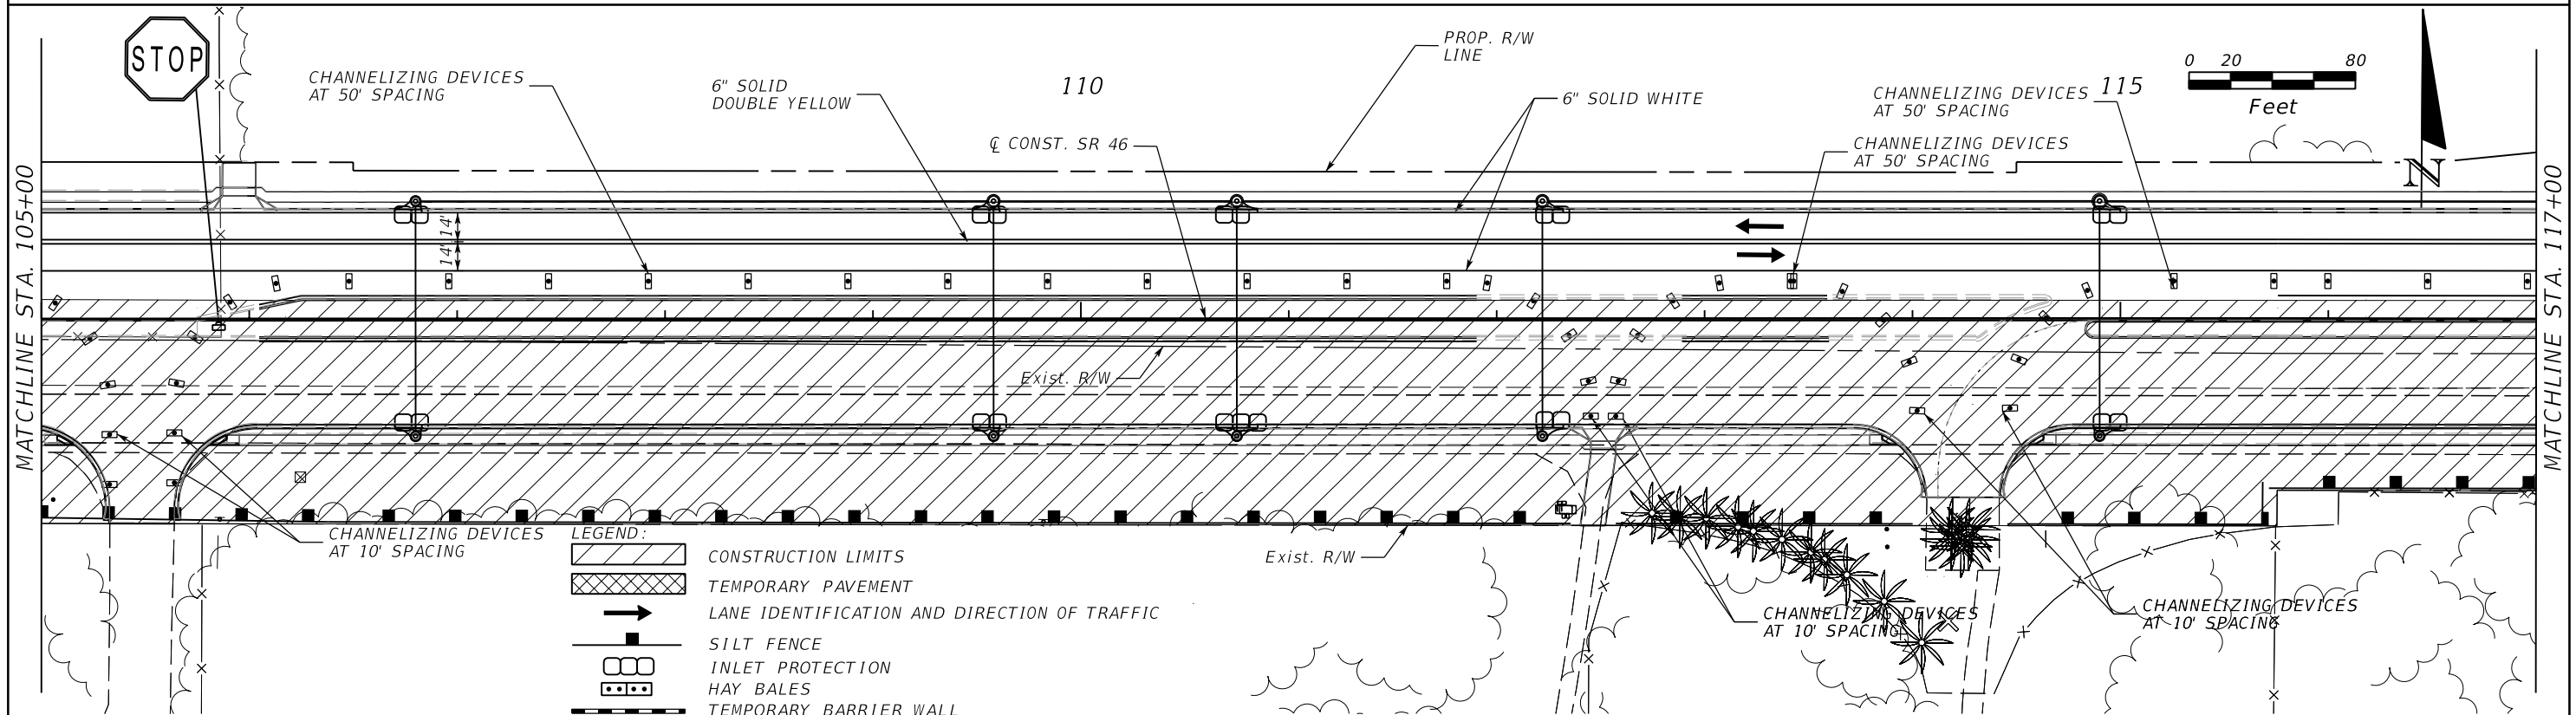 STOP
CHANNELIZING DEVICES
AT 50' SPACING
6" SOLID
DOUBLE YELLOW
110
℄ CONST. SR 46
PROP. R/W
LINE
6" SOLID WHITE
CHANNELIZING DEVICES
AT 50' SPACING
115
CHANNELIZING DEVICES
AT 50' SPACING
0 20 80
Feet
N
MATCHLINE STA. 105+00
14'
14'
MATCHLINE STA. 117+00
Exist. R/W
Exist. R/W
CHANNELIZING DEVICES
AT 10' SPACING
CHANNELIZING DEVICES
AT 10' SPACING
CHANNELIZING DEVICES
AT 10' SPACING
LEGEND:
CONSTRUCTION LIMITS
TEMPORARY PAVEMENT
LANE IDENTIFICATION AND DIRECTION OF TRAFFIC
SILT FENCE
INLET PROTECTION
HAY BALES
TEMPORARY BARRIER WALL